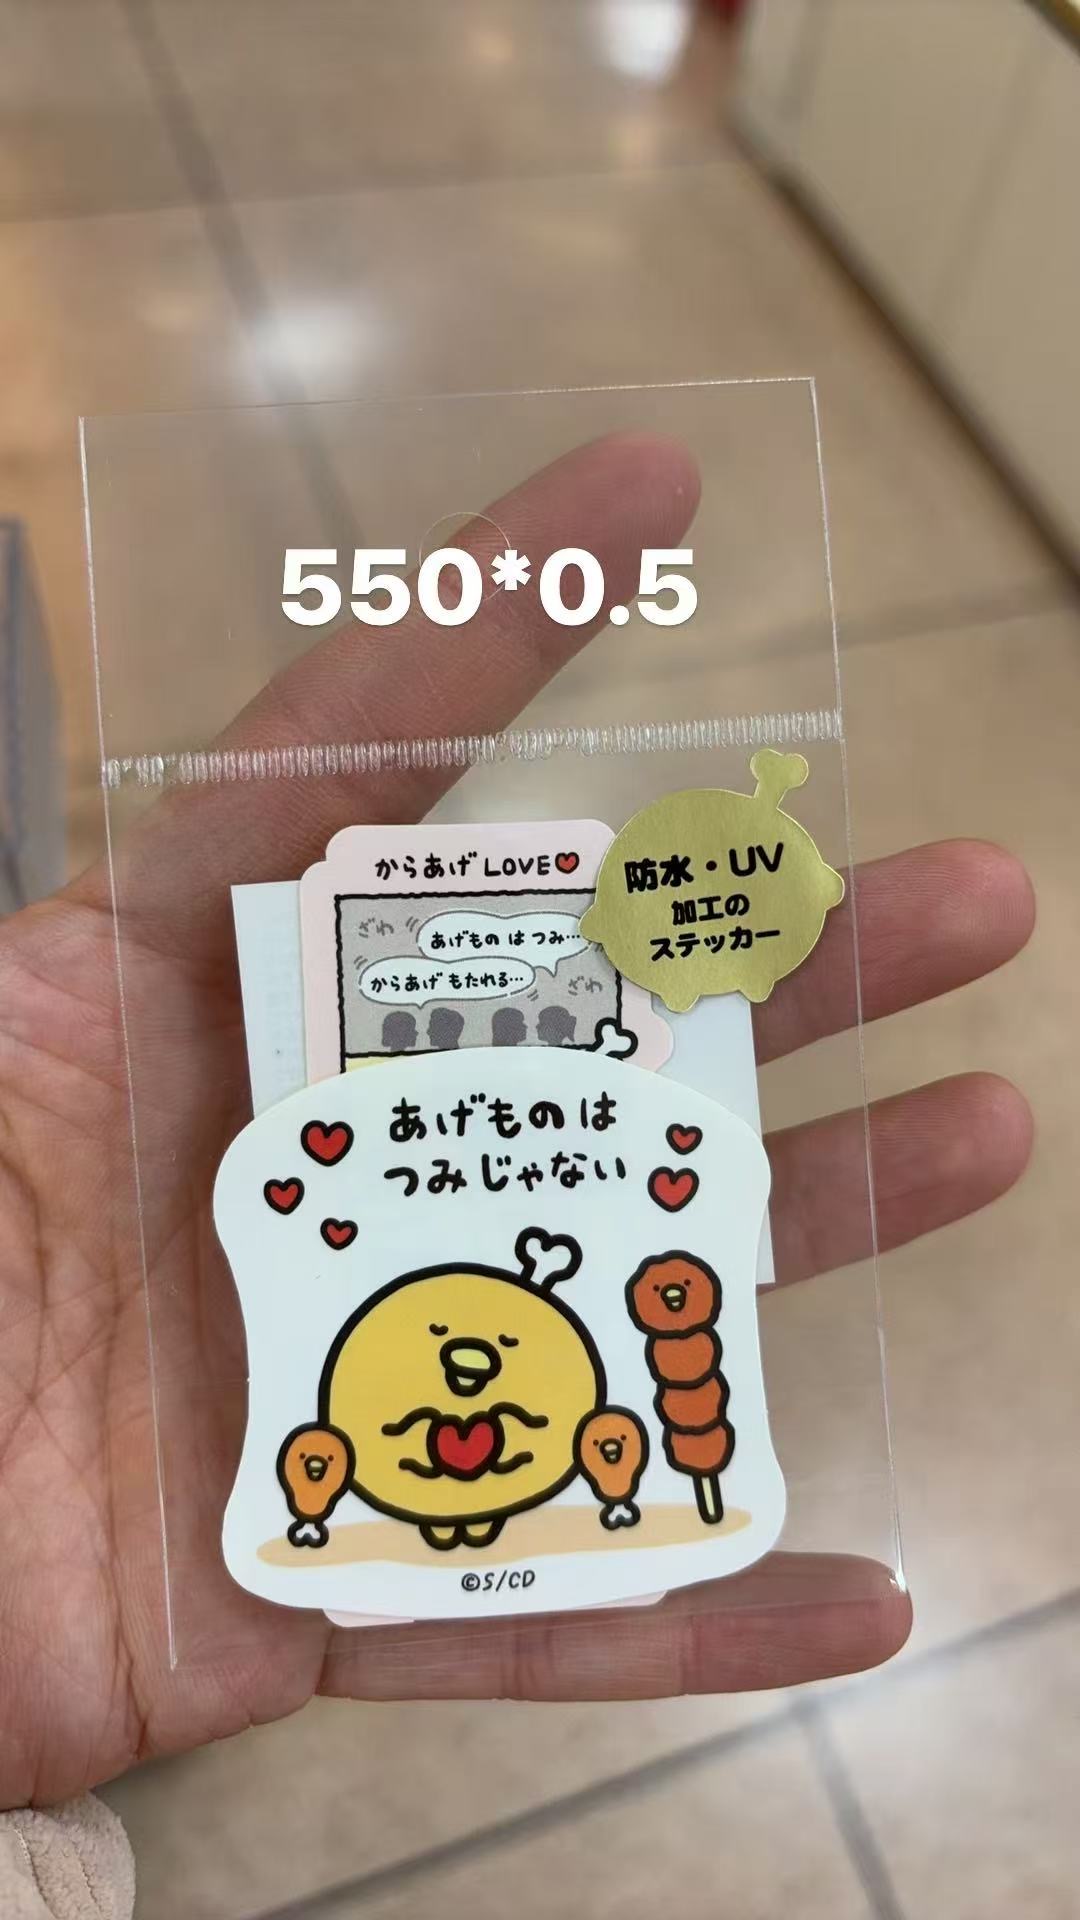 550*0.5
防水・UV
加工の
ステッカー
からあげ LOVE
ざわ
あげもの は つみ…
からあげ もたれる…
ざわ
あげものは
つみじゃない
©S/CD